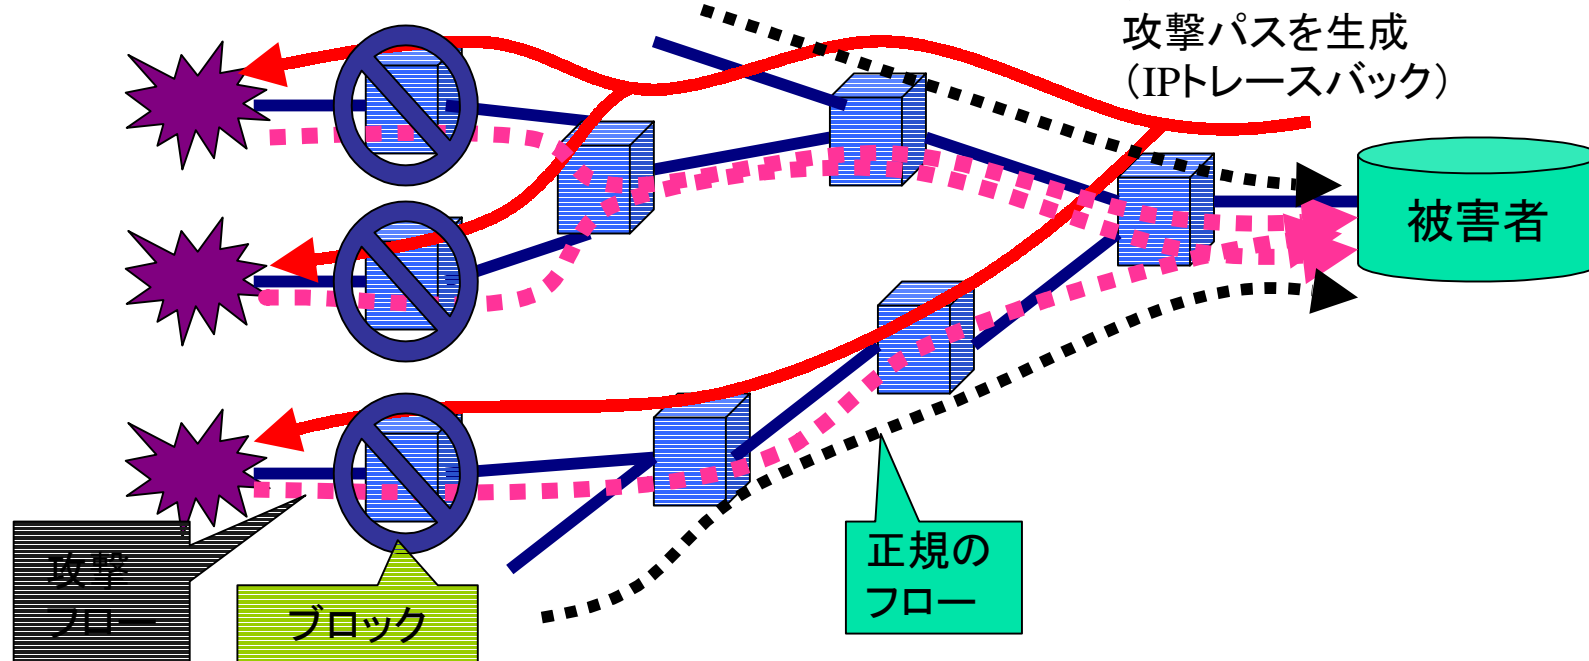 攻撃パスを生成
（IPトレースバック）
被害者
正規の
フロー
攻撃
フロー
ブロック